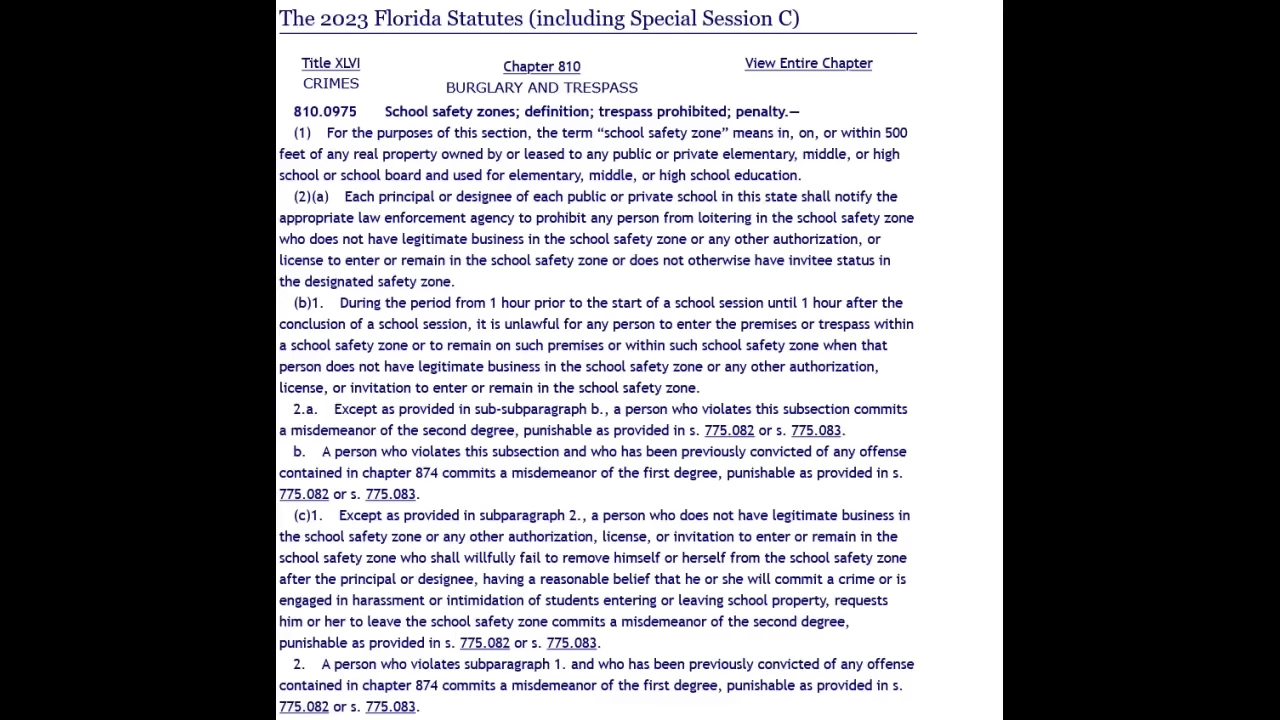 The 2023 Florida Statutes (including Special Session C)
Title XLVI
CRIMES
Chapter 810
BURGLARY AND TRESPASS
View Entire Chapter
810.0975 School safety zones; definition; trespass prohibited; penalty.—
(1) For the purposes of this section, the term “school safety zone” means in, on, or within 500
feet of any real property owned by or leased to any public or private elementary, middle, or high
school or school board and used for elementary, middle, or high school education.
(2)(a) Each principal or designee of each public or private school in this state shall notify the
appropriate law enforcement agency to prohibit any person from loitering in the school safety zone
who does not have legitimate business in the school safety zone or any other authorization, or
license to enter or remain in the school safety zone or does not otherwise have invitee status in
the designated safety zone.
(b)1. During the period from 1 hour prior to the start of a school session until 1 hour after the
conclusion of a school session, it is unlawful for any person to enter the premises or trespass within
a school safety zone or to remain on such premises or within such school safety zone when that
person does not have legitimate business in the school safety zone or any other authorization,
license, or invitation to enter or remain in the school safety zone.
2.a. Except as provided in sub-subparagraph b., a person who violates this subsection commits
a misdemeanor of the second degree, punishable as provided in s. 775.082 or s. 775.083.
b. A person who violates this subsection and who has been previously convicted of any offense
contained in chapter 874 commits a misdemeanor of the first degree, punishable as provided in s.
775.082 or s. 775.083.
(c)1. Except as provided in subparagraph 2., a person who does not have legitimate business in
the school safety zone or any other authorization, license, or invitation to enter or remain in the
school safety zone who shall willfully fail to remove himself or herself from the school safety zone
after the principal or designee, having a reasonable belief that he or she will commit a crime or is
engaged in harassment or intimidation of students entering or leaving school property, requests
him or her to leave the school safety zone commits a misdemeanor of the second degree,
punishable as provided in s. 775.082 or s. 775.083.
2. A person who violates subparagraph 1. and who has been previously convicted of any offense
contained in chapter 874 commits a misdemeanor of the first degree, punishable as provided in s.
775.082 or s. 775.083.